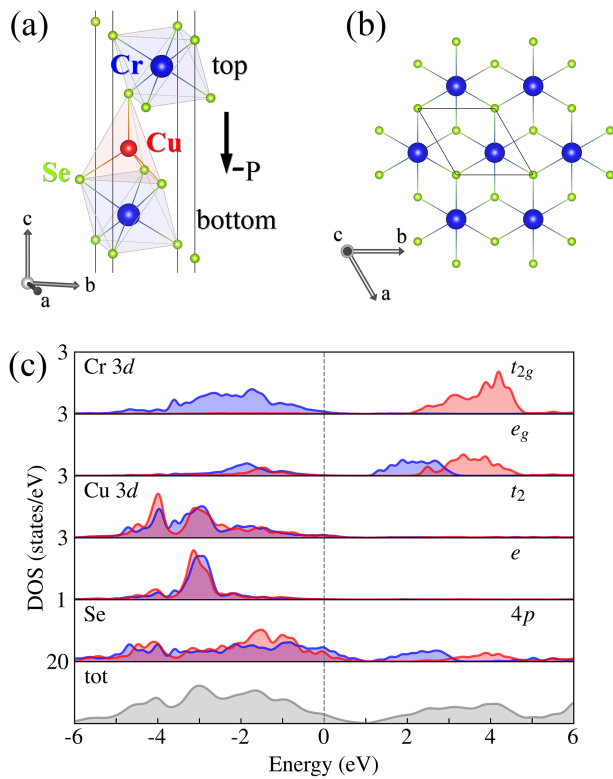 (a)
Cr
top
Cu
–P
Se
bottom
c
b
a
(b)
c
b
a
(c)
3
Cr 3d
t2g
3
eg
3
Cu 3d
t2
3
e
1
Se
4p
20
tot
DOS (states/eV)
-6 -4 -2 0 2 4 6
Energy (eV)